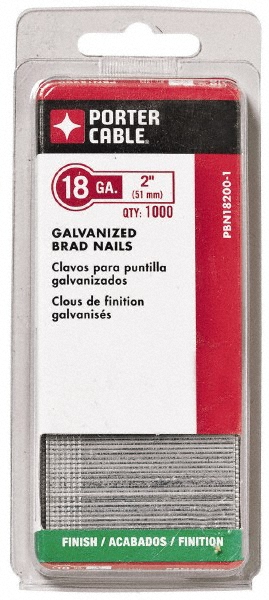 PORTER
CABLE®
18 GA.
2"
(51 mm)
QTY: 1000
PBN18200-1
GALVANIZED
BRAD NAILS
Clavos para puntilla
galvanizados
Clous de finition
galvanisés
FINISH / ACABADOS / FINITION